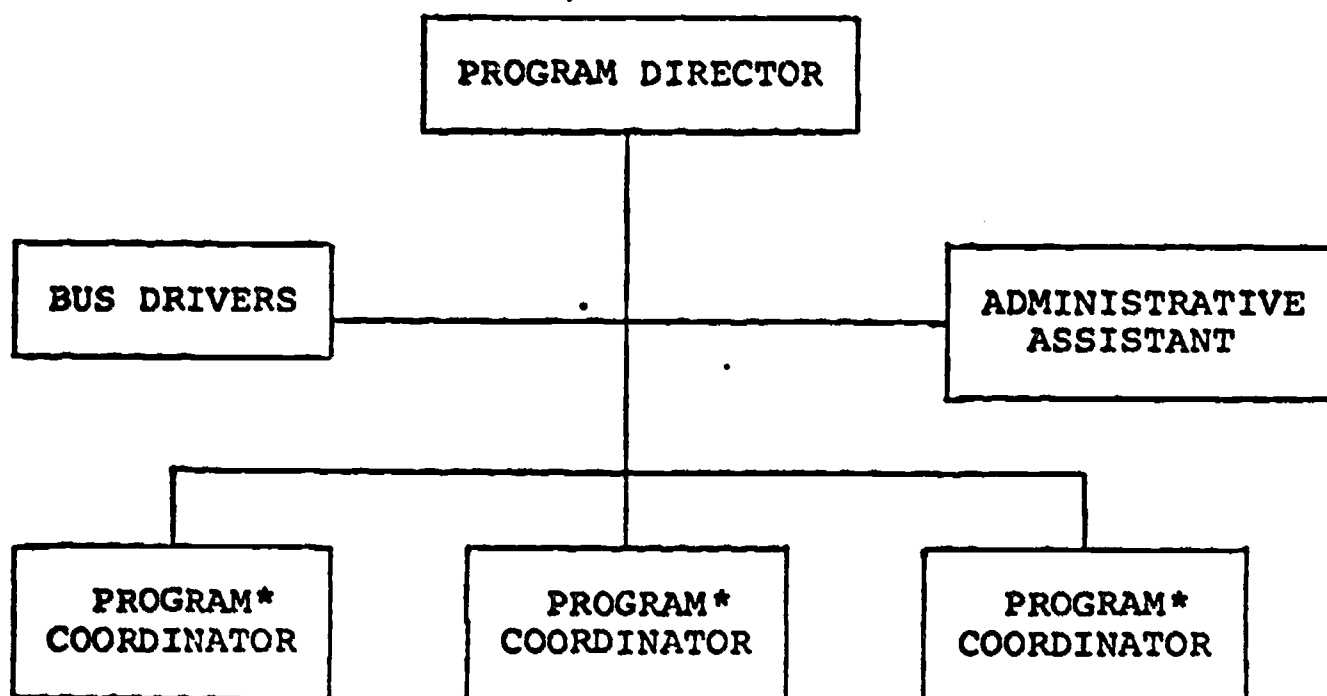 PROGRAM DIRECTOR
BUS DRIVERS
ADMINISTRATIVE
ASSISTANT
PROGRAM*
COORDINATOR
PROGRAM*
COORDINATOR
PROGRAM*
COORDINATOR